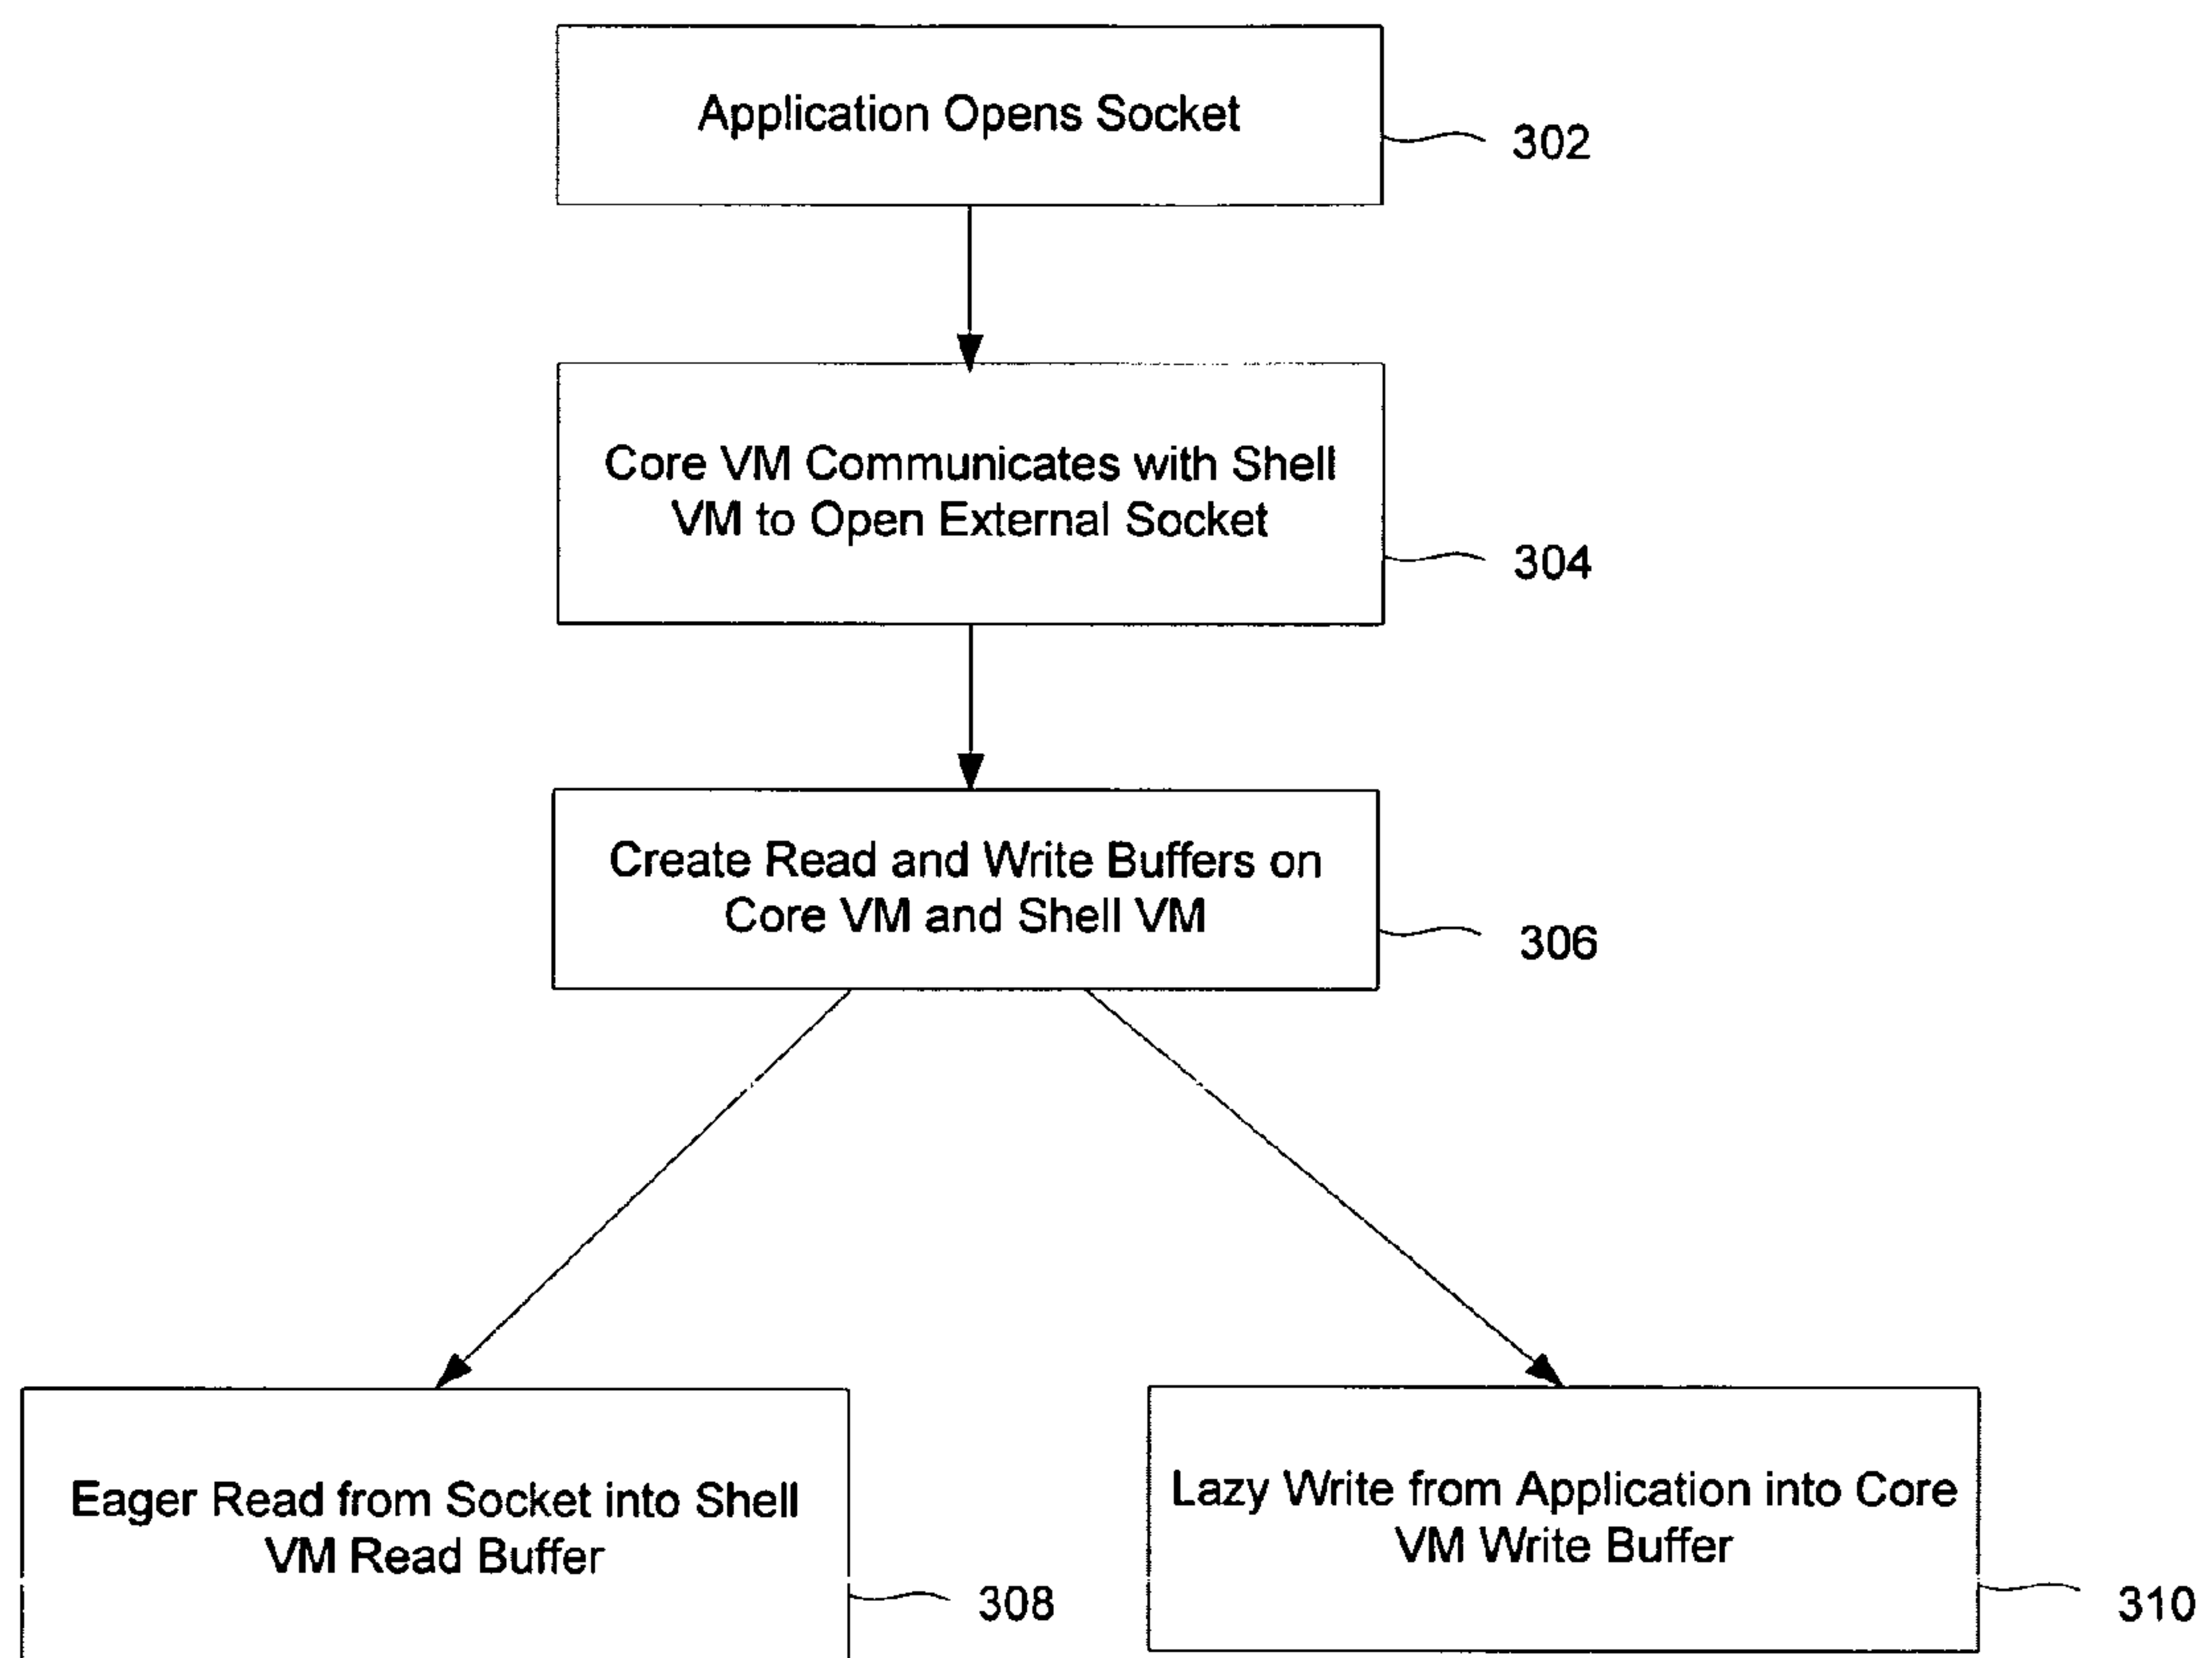 Application Opens Socket
302
Core VM Communicates with Shell
VM to Open External Socket
304
Create Read and Write Buffers on
Core VM and Shell VM
306
Eager Read from Socket into Shell
VM Read Buffer
308
Lazy Write from Application into Core
VM Write Buffer
310